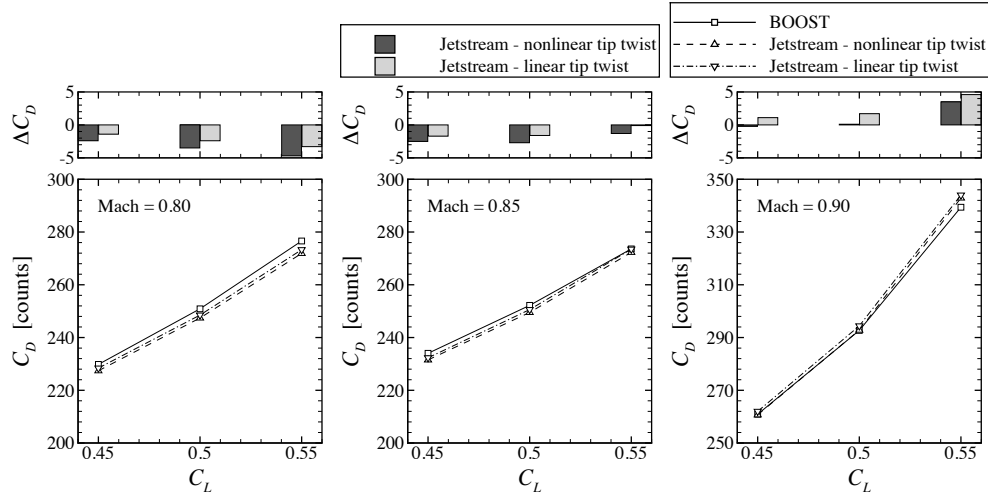 Jetstream - nonlinear tip twist
Jetstream - linear tip twist
BOOST
Jetstream - nonlinear tip twist
Jetstream - linear tip twist
ΔC_D
5
0
-5
ΔC_D
5
0
-5
ΔC_D
5
0
-5
Mach = 0.80
C_D [counts]
300
280
260
240
220
200
0.45 0.5 0.55
C_L
Mach = 0.85
C_D [counts]
300
280
260
240
220
200
0.45 0.5 0.55
C_L
Mach = 0.90
C_D [counts]
350
330
310
290
270
250
0.45 0.5 0.55
C_L